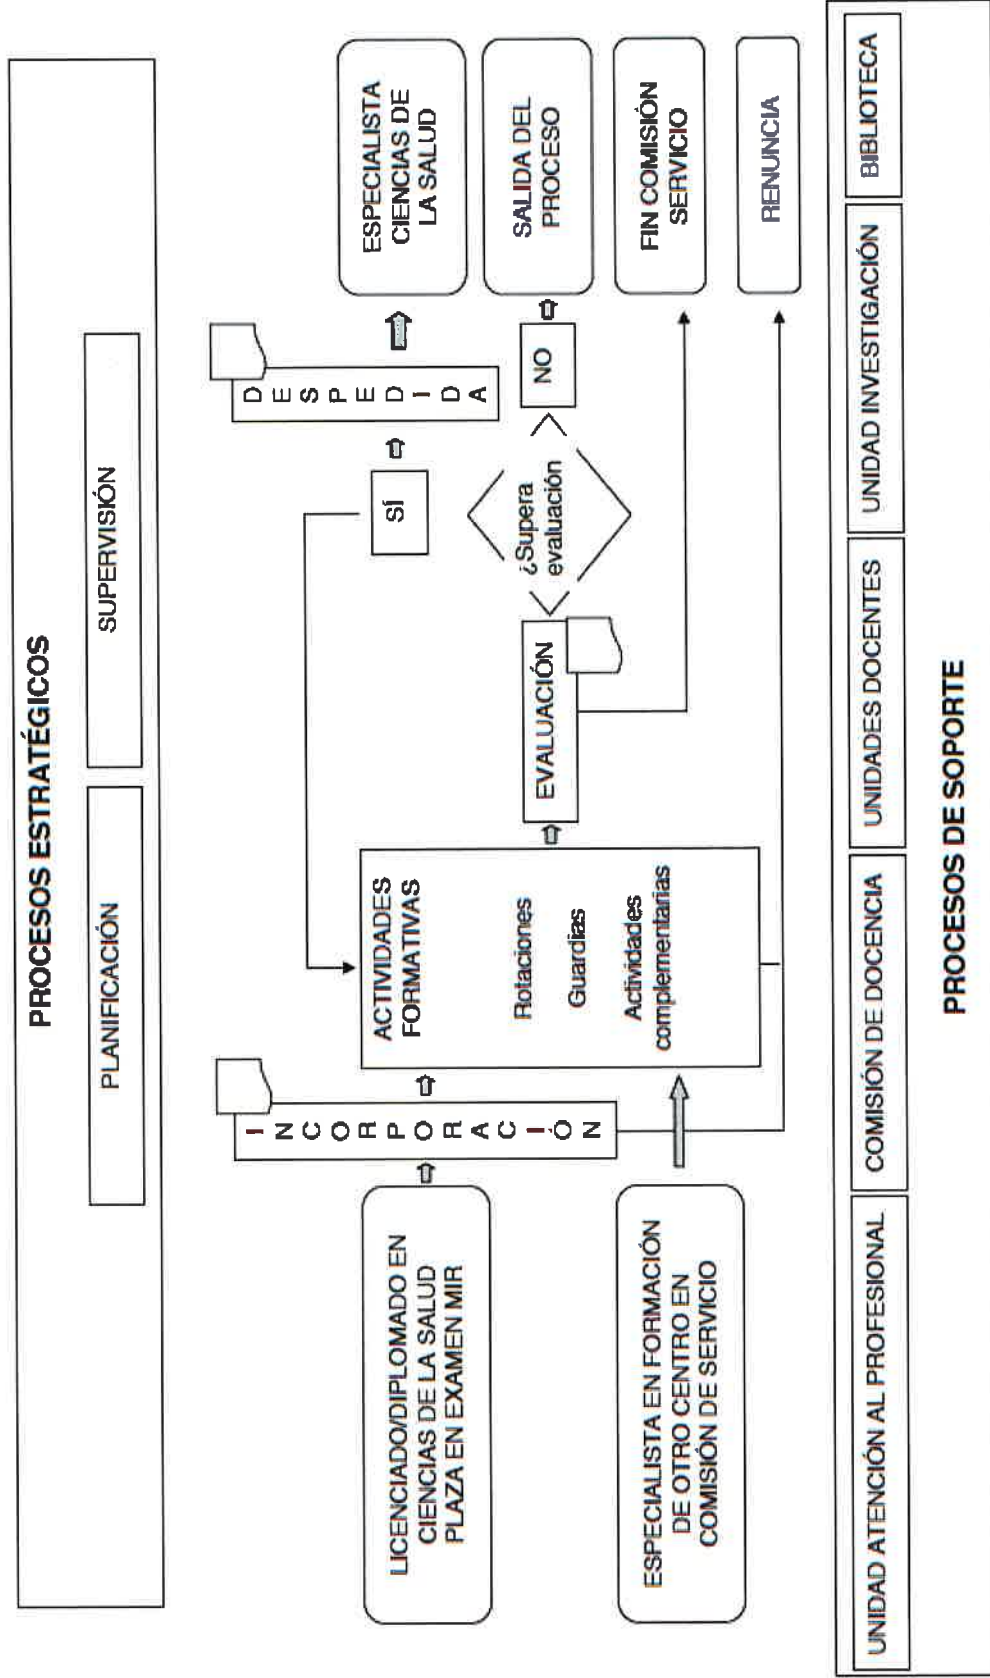 PROCESOS ESTRATÉGICOS
PLANIFICACIÓN
SUPERVISIÓN
LICENCIADO/DIPLOMADO EN
CIENCIAS DE LA SALUD
PLAZA EN EXAMEN MIR
ESPECIALISTA EN FORMACIÓN
DE OTRO CENTRO EN
COMISIÓN DE SERVICIO
INCORPORACIÓN
ACTIVIDADES
FORMATIVAS
Rotaciones
Guardias
Actividades
complementarias
EVALUACIÓN
¿Supera
evaluación
SÍ
NO
DESPEDIDA
ESPECIALISTA
CIENCIAS DE
LA SALUD
SALIDA DEL
PROCESO
FIN COMISIÓN
SERVICIO
RENUNCIA
UNIDAD ATENCIÓN AL PROFESIONAL
COMISIÓN DE DOCENCIA
UNIDADES DOCENTES
UNIDAD INVESTIGACIÓN
BIBLIOTECA
PROCESOS DE SOPORTE